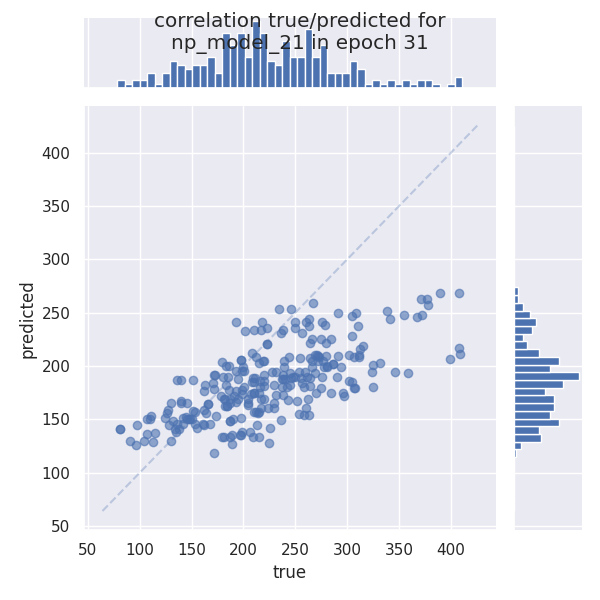 correlation true/predicted for
np_model_21 in epoch 31
400
350
300
250
200
150
100
50
predicted
50 100 150 200 250 300 350 400
true